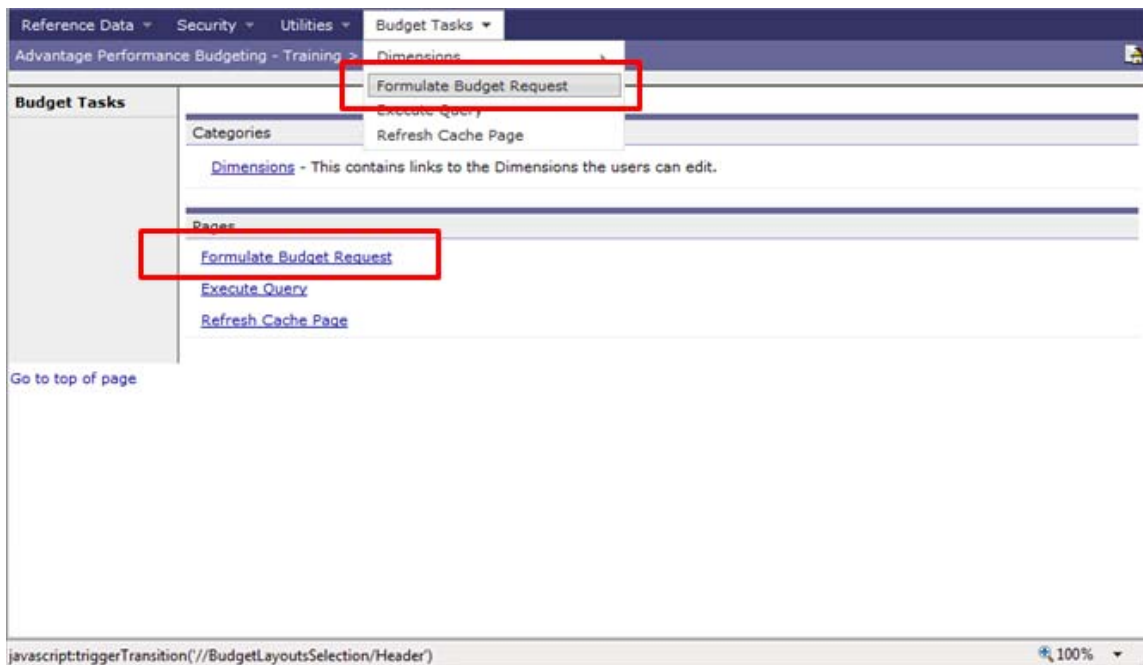 Reference Data Security Utilities Budget Tasks
Advantage Performance Budgeting - Training > Dimensions
Formulate Budget Request
Execute Query
Refresh Cache Page
Budget Tasks
Categories
Dimensions - This contains links to the Dimensions the users can edit.
Pages
Formulate Budget Request
Execute Query
Refresh Cache Page
Go to top of page
javascript:triggerTransition('//BudgetLayoutsSelection/Header') 100%